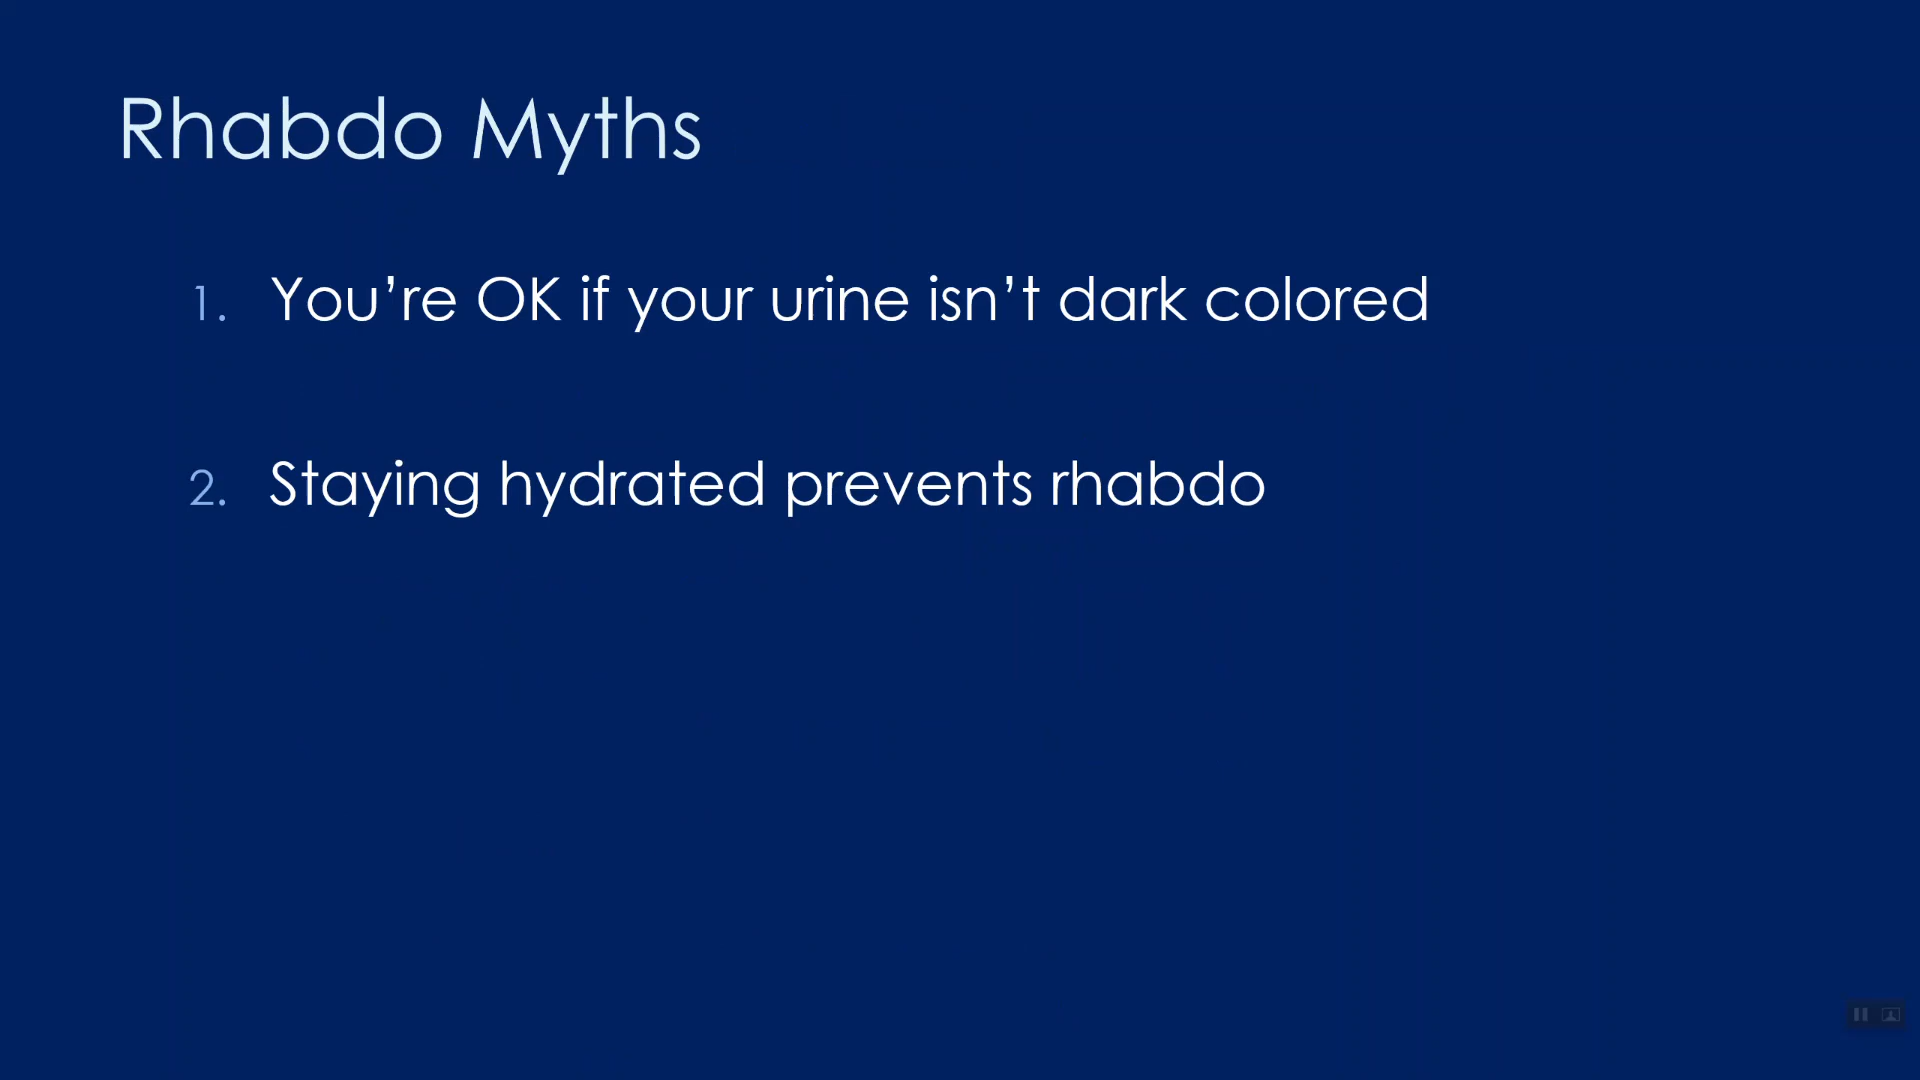 Rhabdo Myths
1. You’re OK if your urine isn’t dark colored
2. Staying hydrated prevents rhabdo